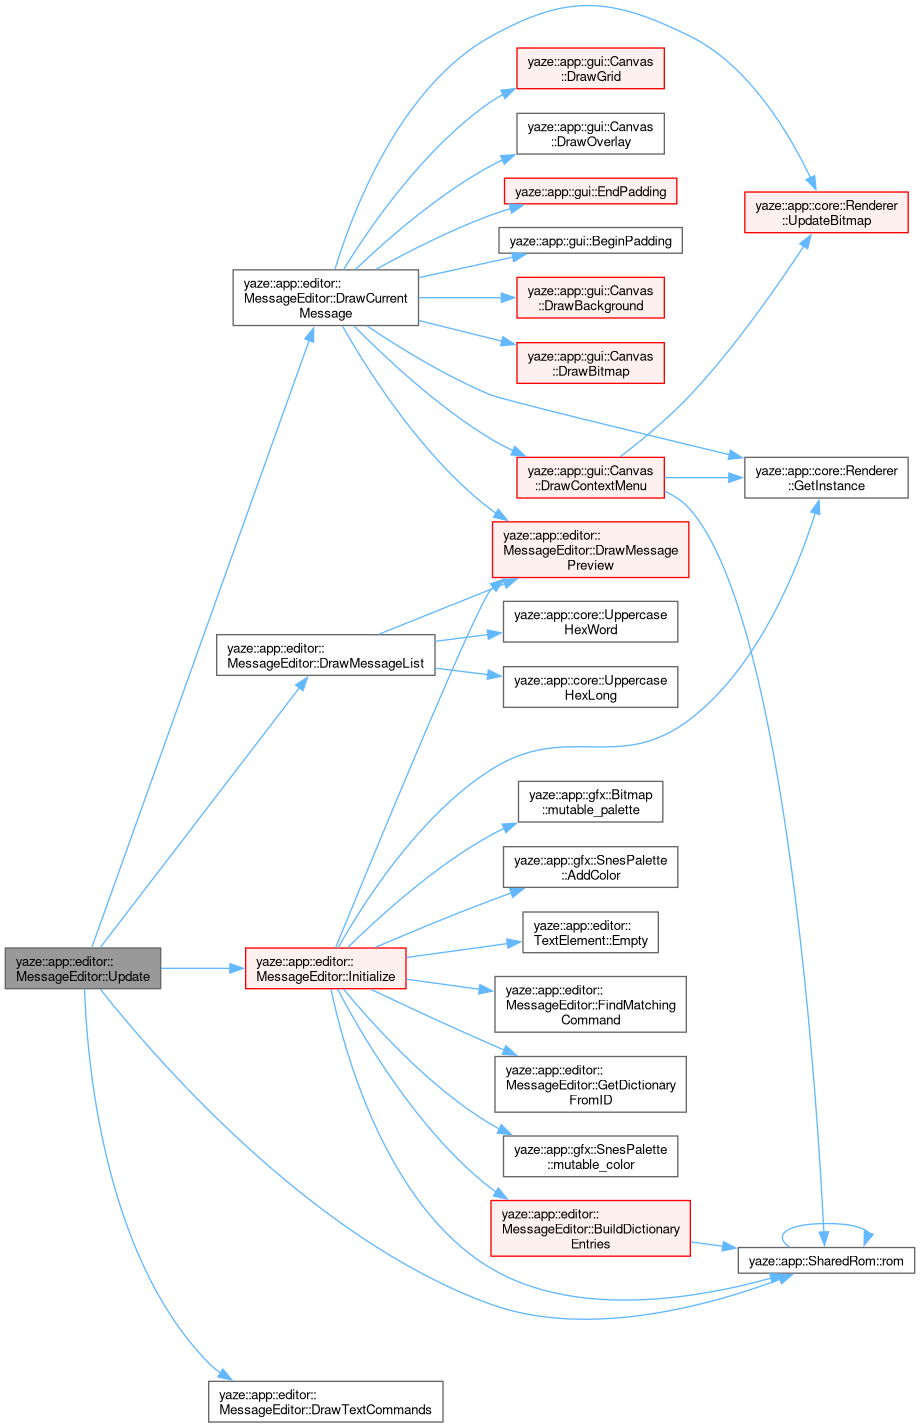 yaze::app::gui::Canvas
::DrawGrid
yaze::app::gui::Canvas
::DrawOverlay
yaze::app::gui::EndPadding
yaze::app::core::Renderer
::UpdateBitmap
yaze::app::gui::BeginPadding
yaze::app::editor::
MessageEditor::DrawCurrent
Message
yaze::app::gui::Canvas
::DrawBackground
yaze::app::gui::Canvas
::DrawBitmap
yaze::app::gui::Canvas
::DrawContextMenu
yaze::app::core::Renderer
::GetInstance
yaze::app::editor::
MessageEditor::DrawMessage
Preview
yaze::app::core::Uppercase
HexWord
yaze::app::editor::
MessageEditor::DrawMessageList
yaze::app::core::Uppercase
HexLong
yaze::app::gfx::Bitmap
::mutable_palette
yaze::app::gfx::SnesPalette
::AddColor
yaze::app::editor::
TextElement::Empty
yaze::app::editor::
MessageEditor::Update
yaze::app::editor::
MessageEditor::Initialize
yaze::app::editor::
MessageEditor::FindMatching
Command
yaze::app::editor::
MessageEditor::GetDictionary
FromID
yaze::app::gfx::SnesPalette
::mutable_color
yaze::app::editor::
MessageEditor::BuildDictionary
Entries
yaze::app::SharedRom::rom
yaze::app::editor::
MessageEditor::DrawTextCommands